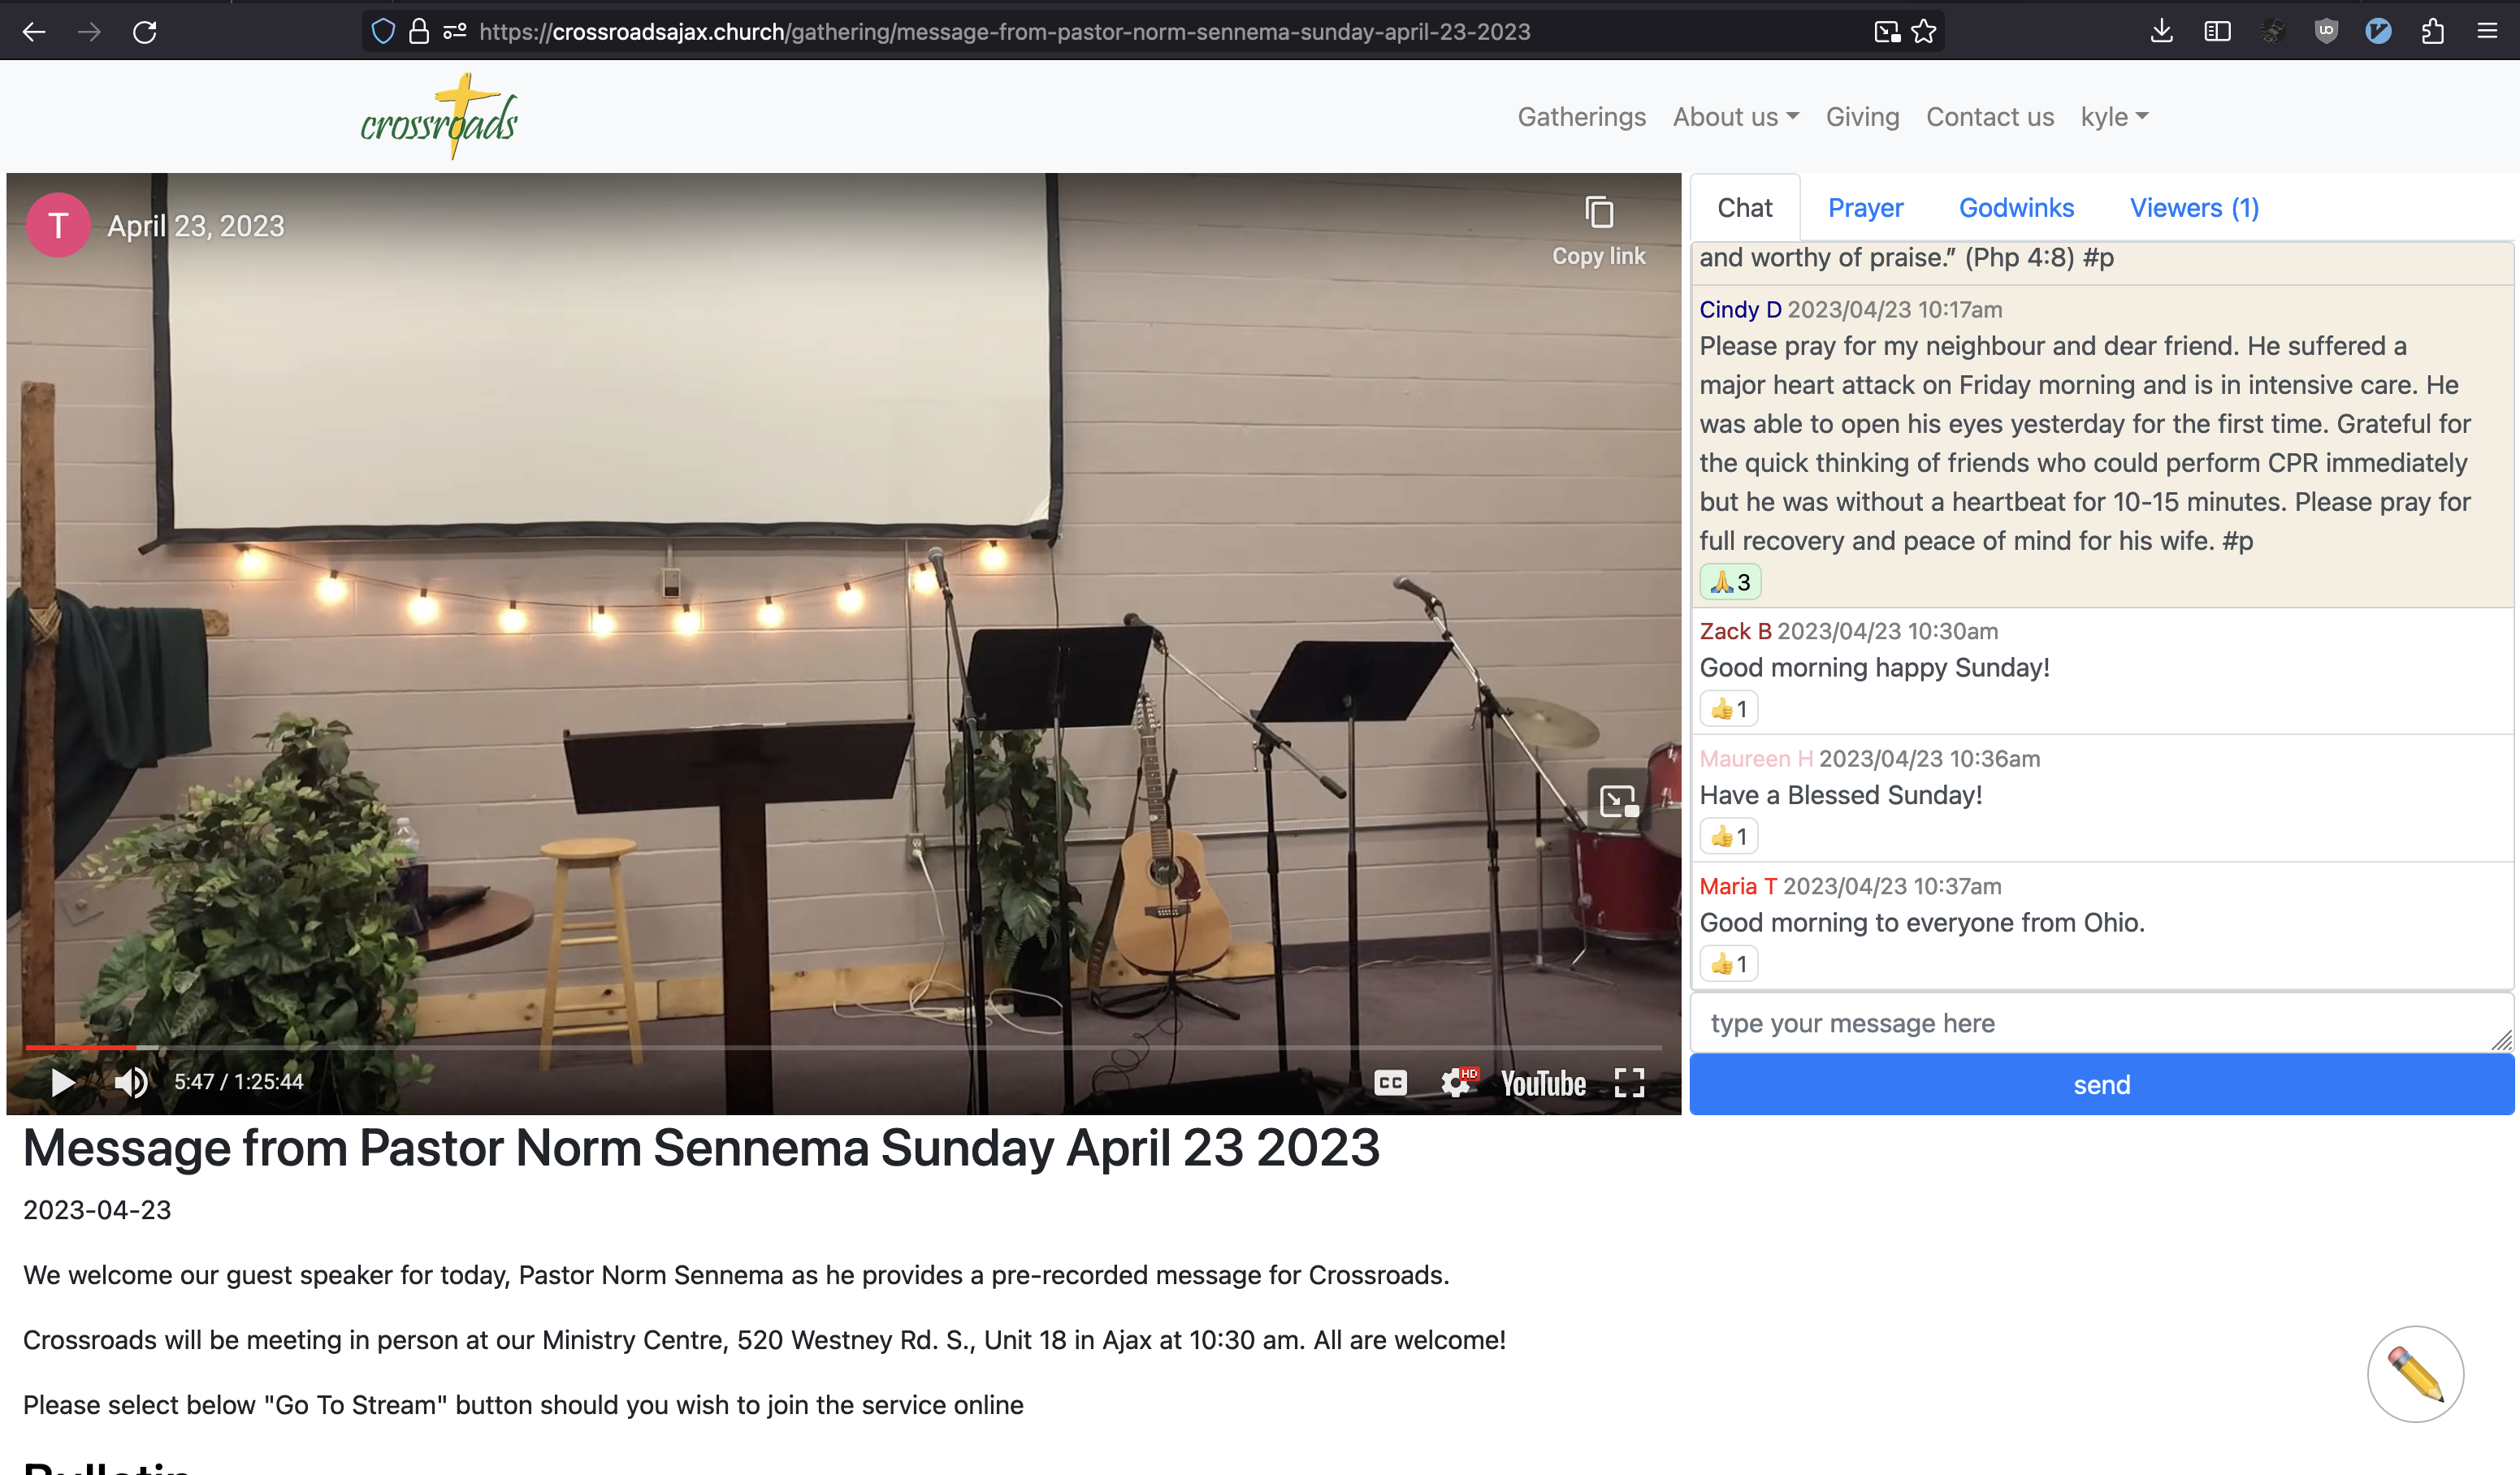 https://crossroadsajax.church/gathering/message-from-pastor-norm-sennema-sunday-april-23-2023
crossroads
Gatherings
About us
Giving
Contact us
kyle
T
April 23, 2023
Copy link
Chat
Prayer
Godwinks
Viewers (1)
and worthy of praise.” (Php 4:8) #p
Cindy D 2023/04/23 10:17am
Please pray for my neighbour and dear friend. He suffered a
major heart attack on Friday morning and is in intensive care. He
was able to open his eyes yesterday for the first time. Grateful for
the quick thinking of friends who could perform CPR immediately
but he was without a heartbeat for 10-15 minutes. Please pray for
full recovery and peace of mind for his wife. #p
🙏 3
Zack B 2023/04/23 10:30am
Good morning happy Sunday!
👍 1
Maureen H 2023/04/23 10:36am
Have a Blessed Sunday!
👍 1
Maria T 2023/04/23 10:37am
Good morning to everyone from Ohio.
👍 1
type your message here
send
5:47 / 1:25:44
CC
HD
YouTube
Message from Pastor Norm Sennema Sunday April 23 2023
2023-04-23
We welcome our guest speaker for today, Pastor Norm Sennema as he provides a pre-recorded message for Crossroads.
Crossroads will be meeting in person at our Ministry Centre, 520 Westney Rd. S., Unit 18 in Ajax at 10:30 am. All are welcome!
Please select below "Go To Stream" button should you wish to join the service online
Bulletin